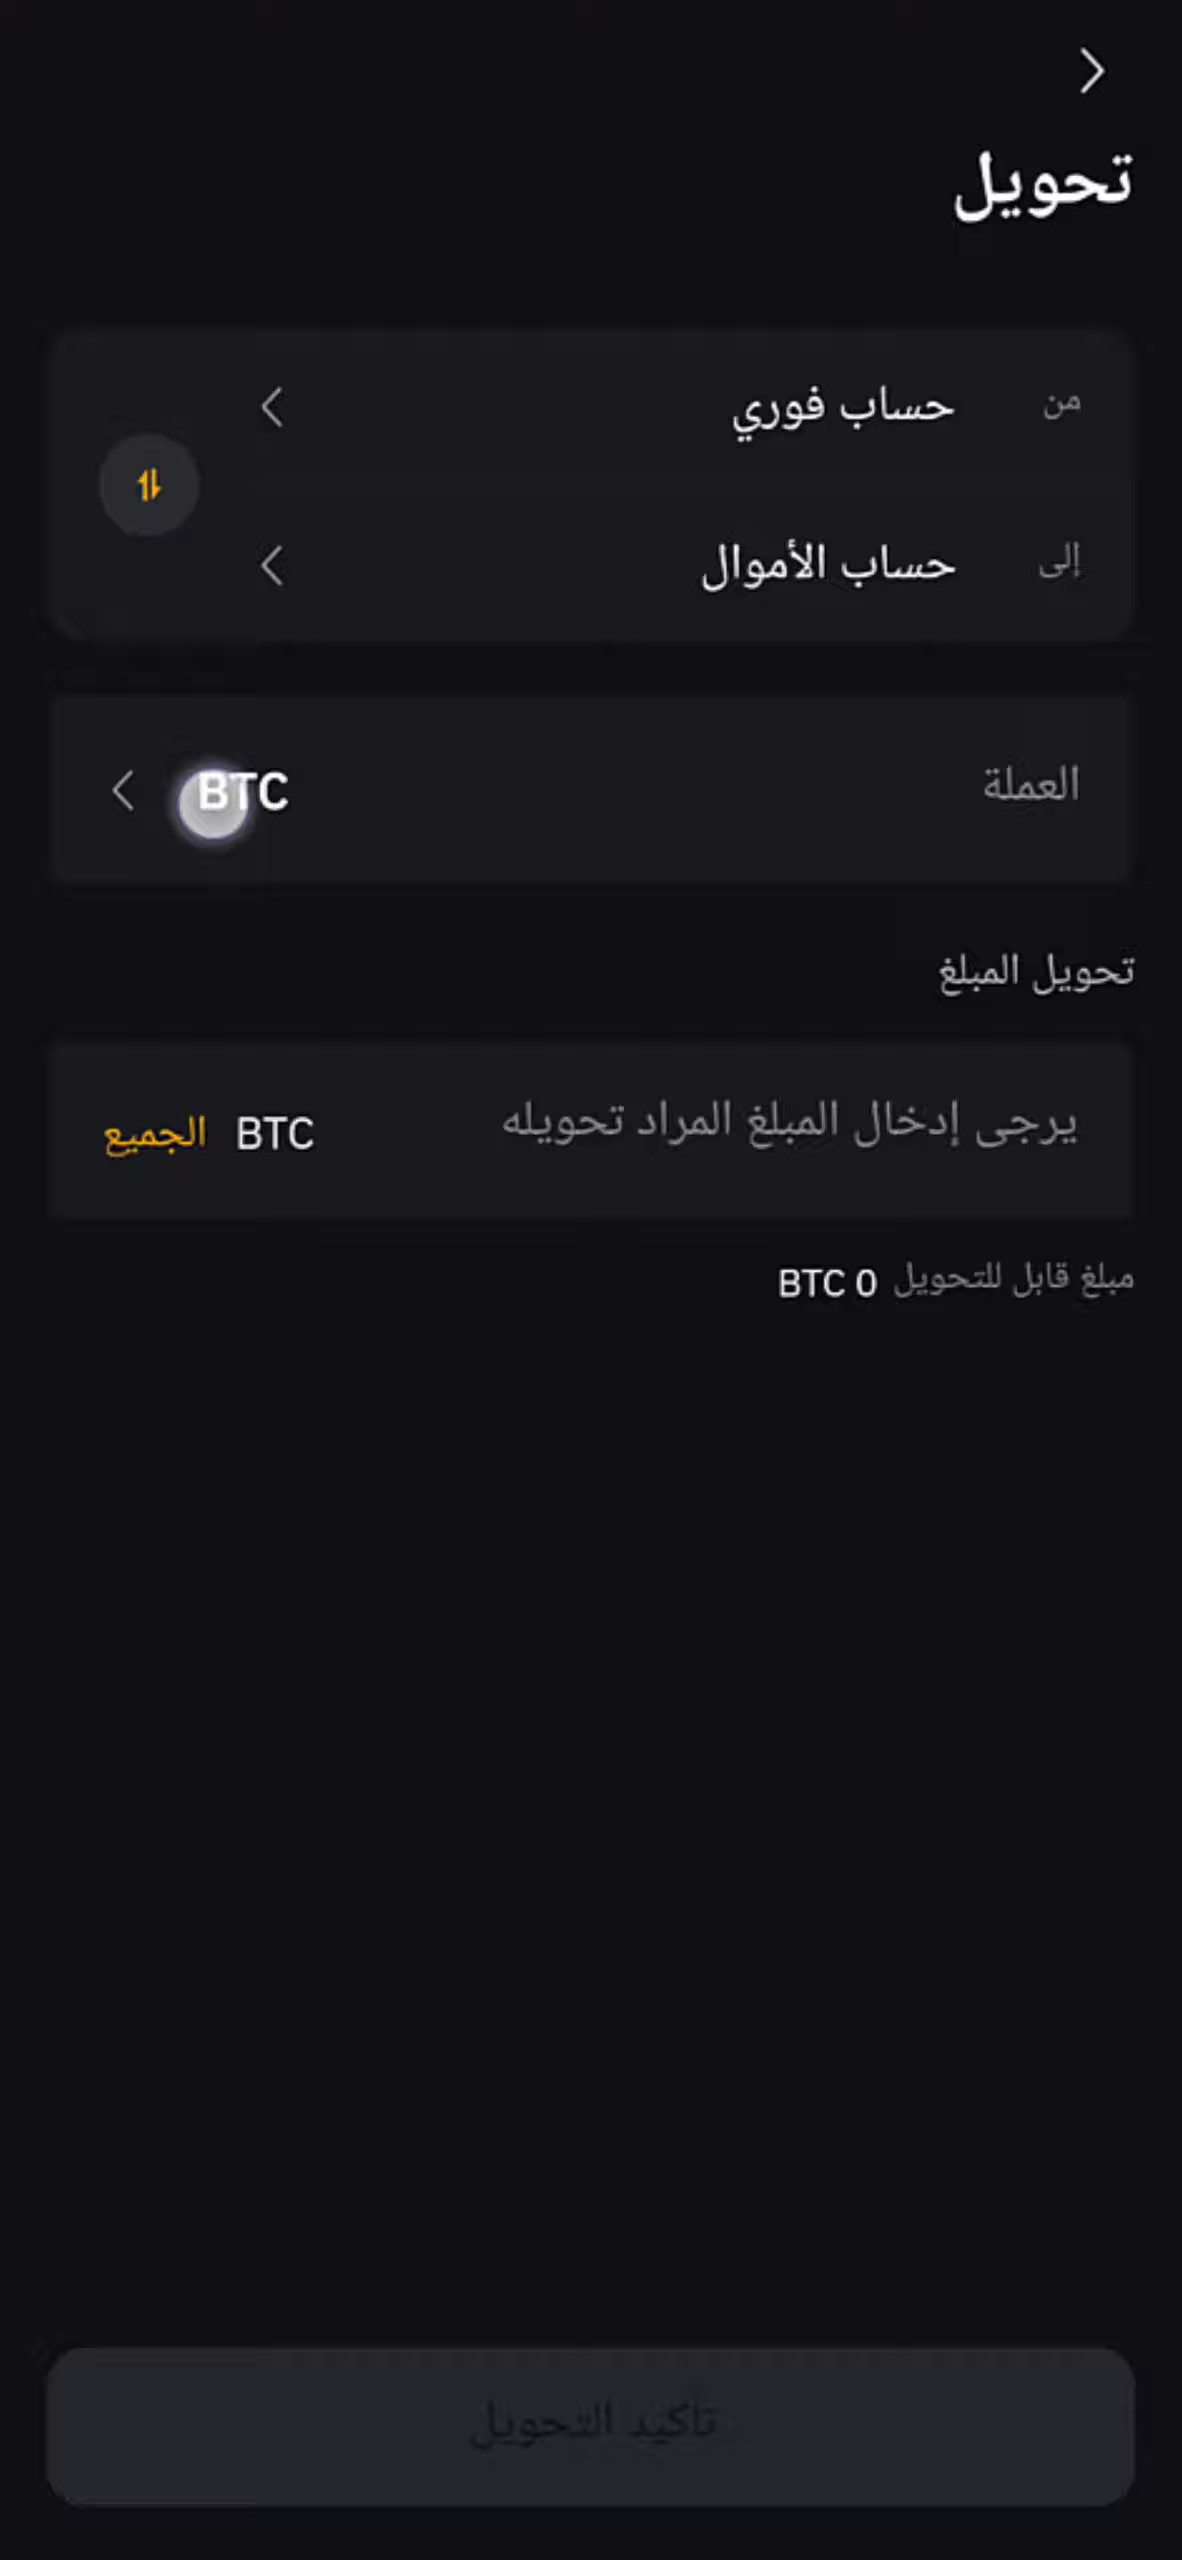 تحويل
من حساب فوري
إلى حساب الأموال
العملة BTC
تحويل المبلغ
يرجى إدخال المبلغ المراد تحويله BTC الجميع
مبلغ قابل للتحويل 0 BTC
تأكيد التحويل